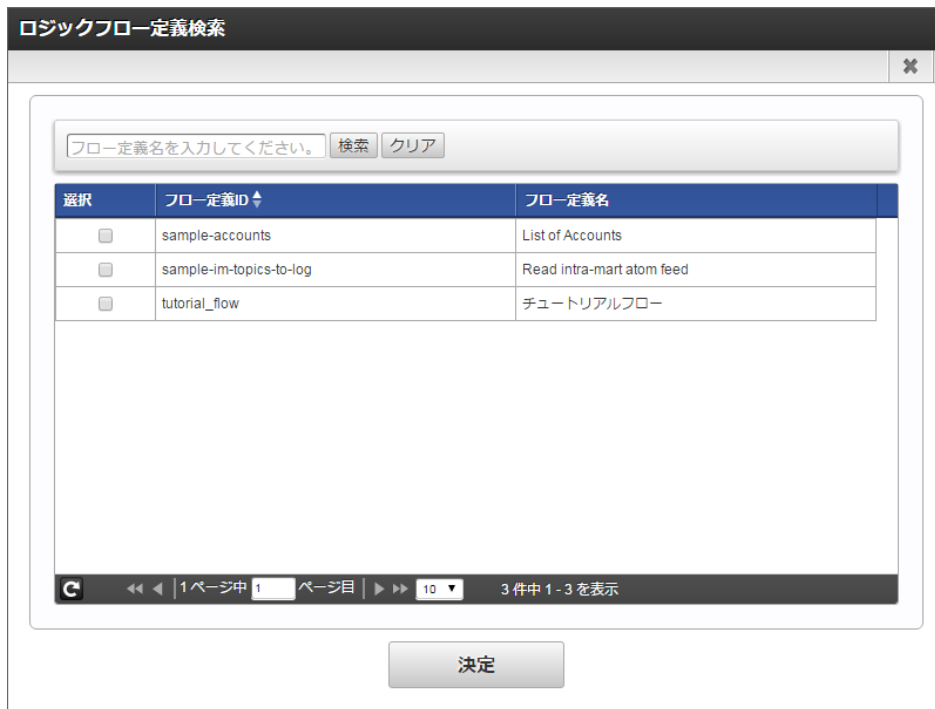 ロジックフロー定義検索
フロー定義名を入力してください。 検索 クリア
選択 フロー定義ID フロー定義名
sample-accounts List of Accounts
sample-im-topics-to-log Read intra-mart atom feed
tutorial_flow チュートリアルフロー
1 ページ中 1 ページ目 10 3 件中 1 - 3 を表示
決定